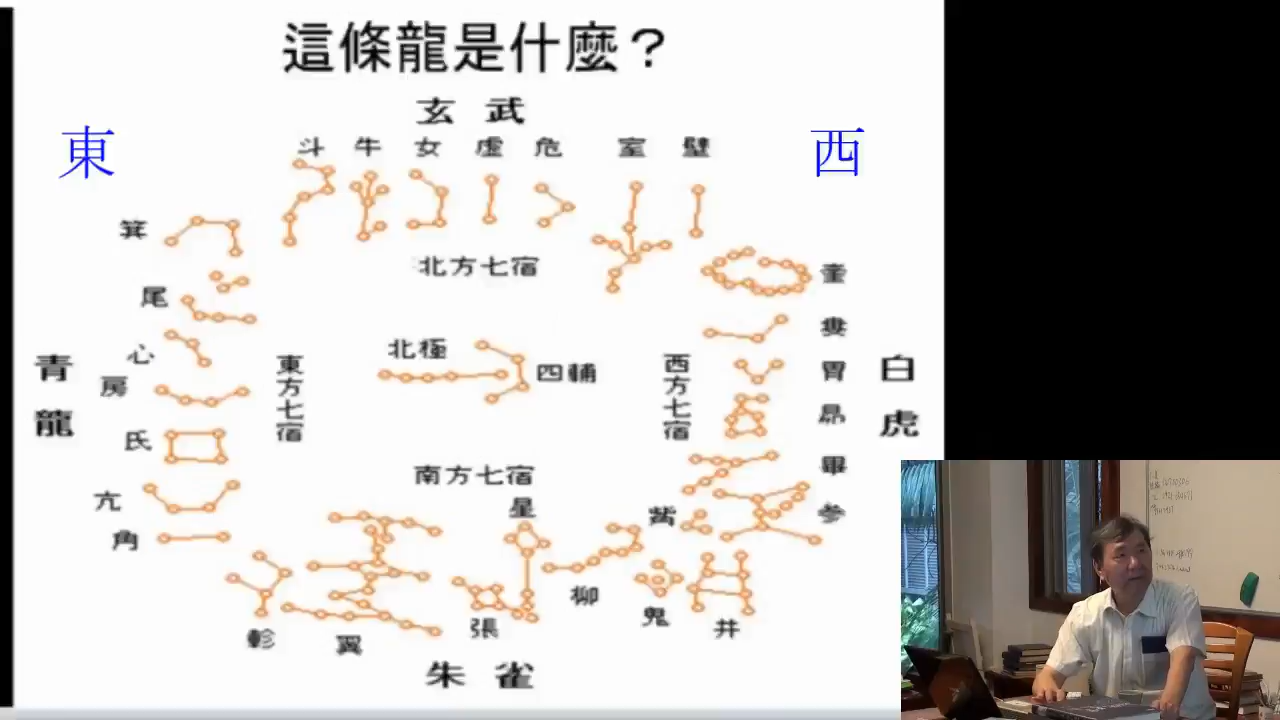 這條龍是什麼？
玄 武
東
西
斗 牛 女 虛 危 室 壁
箕
尾
心
房
氐
亢
角
青龍
東方七宿
北方七宿
北極
四輔
西方七宿
奎
婁
胃
昴
畢
參
白虎
南方七宿
星
觜
軫
翼
張
柳
鬼
井
朱 雀